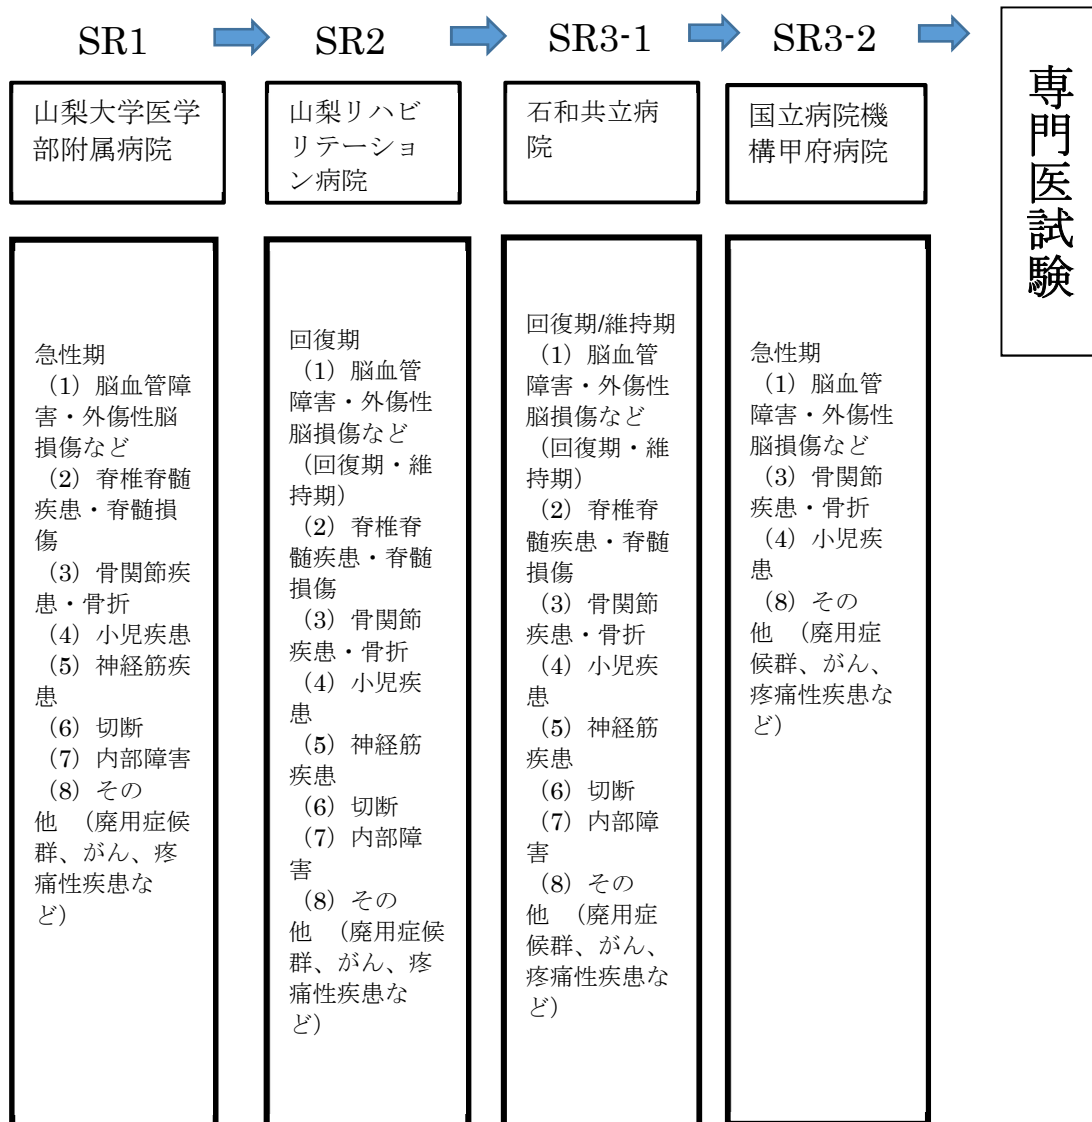 SR1
SR2
SR3-1
SR3-2
山梨大学医学
部附属病院
山梨リハビ
リテーショ
ン病院
石和共立病
院
国立病院機
構甲府病院
専門医試験
急性期
（1）脳血管障
害・外傷性脳
損傷など
（2）脊椎脊髄
疾患・脊髄損
傷
（3）骨関節疾
患・骨折
（4）小児疾患
（5）神経筋疾
患
（6）切断
（7）内部障害
（8）その
他　（廃用症候
群、がん、疼
痛性疾患な
ど）
回復期
（1）脳血管
障害・外傷性
脳損傷など
（回復期・維
持期）
（2）脊椎脊
髄疾患・脊髄
損傷
（3）骨関節
疾患・骨折
（4）小児疾
患
（5）神経筋
疾患
（6）切断
（7）内部障
害
（8）その
他　（廃用症候
群、がん、疼
痛性疾患な
ど）
回復期/維持期
（1）脳血管
障害・外傷性
脳損傷など
（回復期・維
持期）
（2）脊椎脊
髄疾患・脊髄
損傷
（3）骨関節
疾患・骨折
（4）小児疾
患
（5）神経筋
疾患
（6）切断
（7）内部障
害
（8）その
他　（廃用症
候群、がん、
疼痛性疾患な
ど）
急性期
（1）脳血管
障害・外傷性
脳損傷など
（3）骨関節
疾患・骨折
（4）小児疾
患
（8）その
他　（廃用症
候群、がん、
疼痛性疾患な
ど）